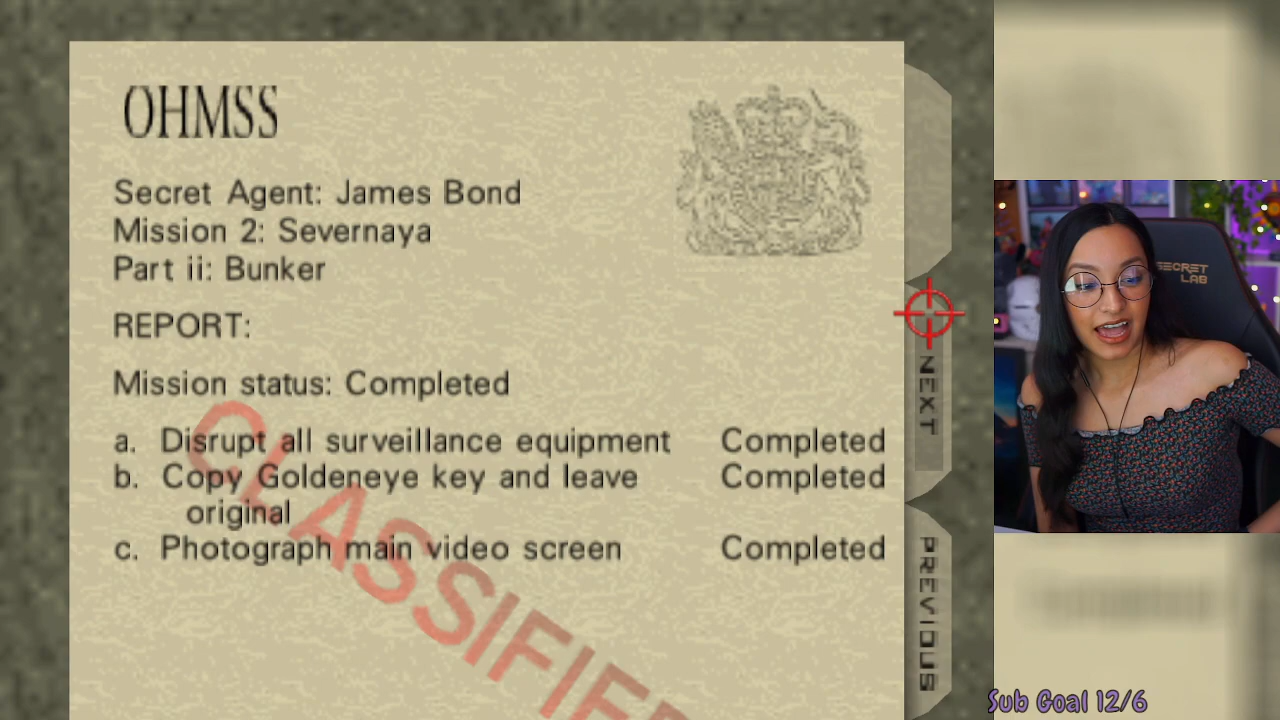 OHMSS
Secret Agent: James Bond
Mission 2: Severnaya
Part ii: Bunker
REPORT:
Mission status: Completed
a. Disrupt all surveillance equipment Completed
b. Copy Goldeneye key and leave Completed
original
c. Photograph main video screen Completed
CLASSIFIE
NEXT
PREVIOUS
SECRET
LAB
Sub Goal 12/6